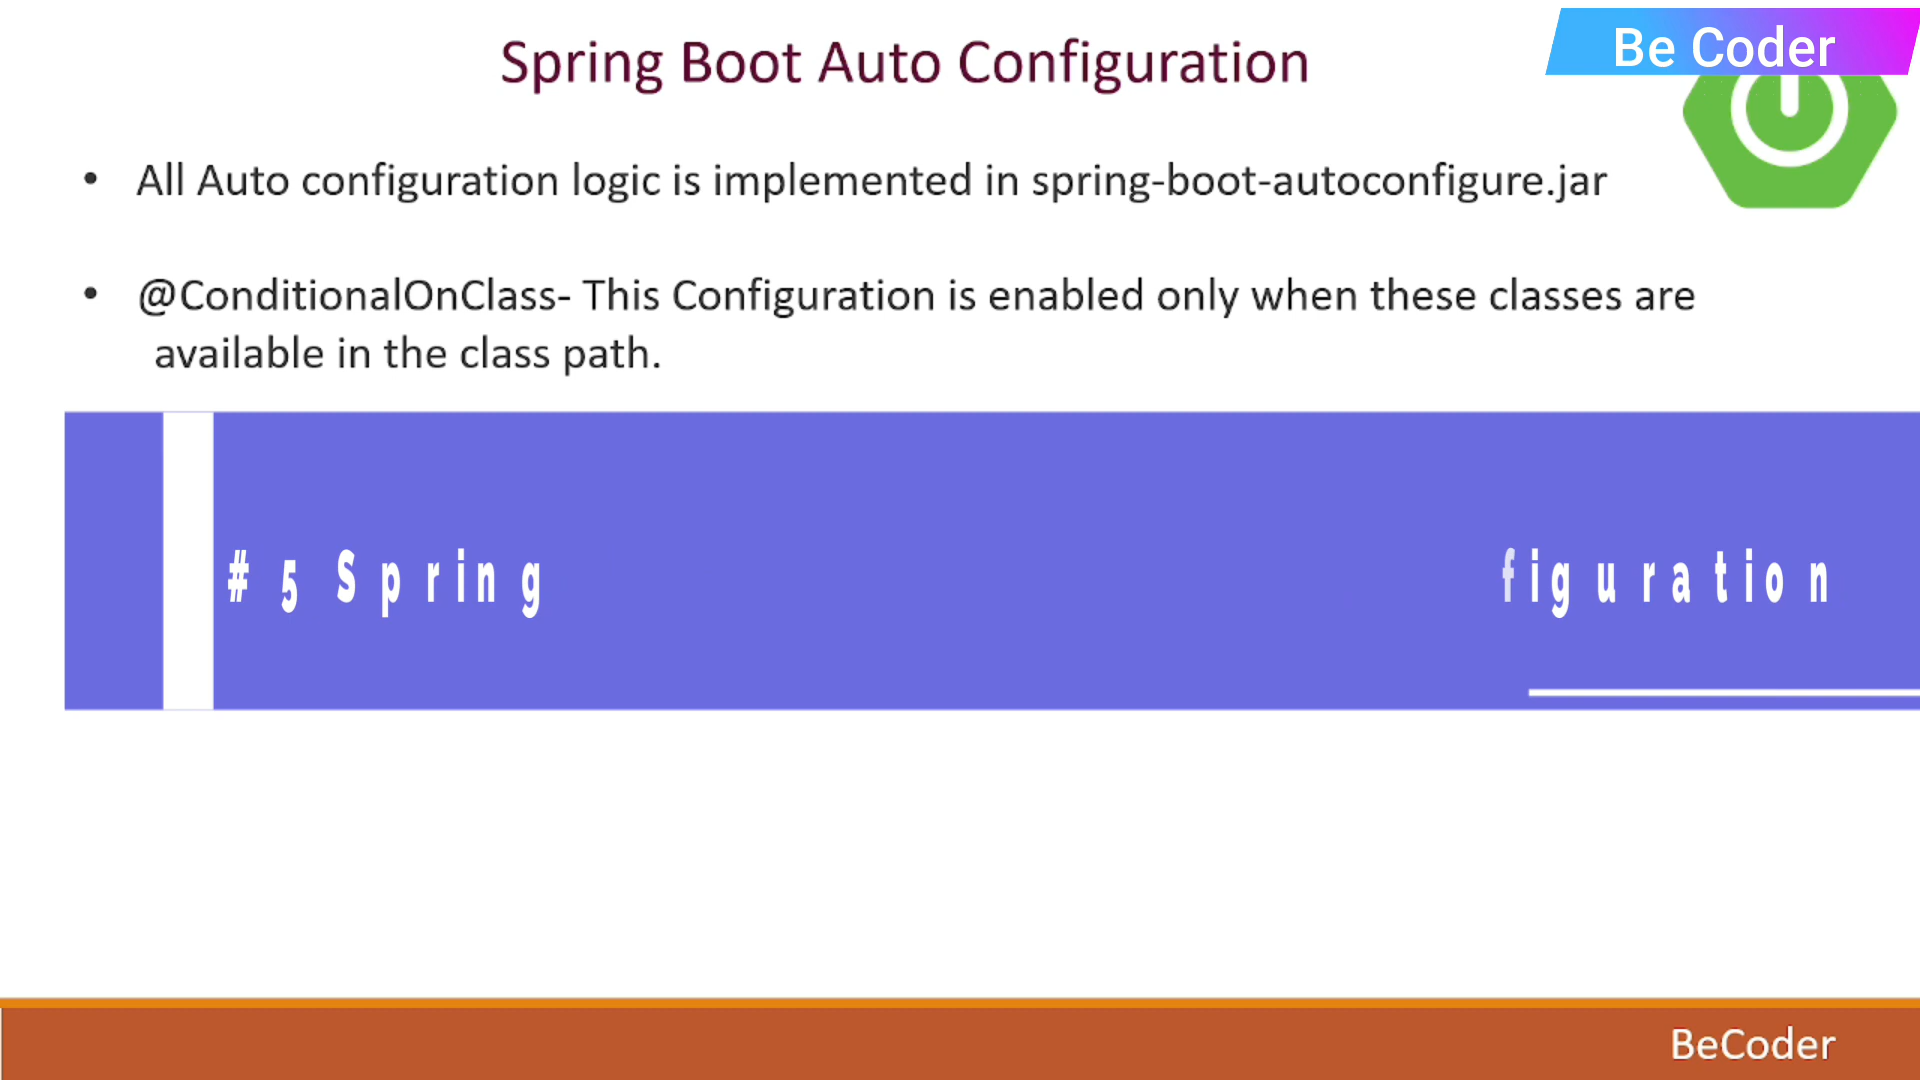 Spring Boot Auto Configuration
Be Coder
• All Auto configuration logic is implemented in spring-boot-autoconfigure.jar
• @ConditionalOnClass- This Configuration is enabled only when these classes are
available in the class path.
# 5 Spring figuration
BeCoder